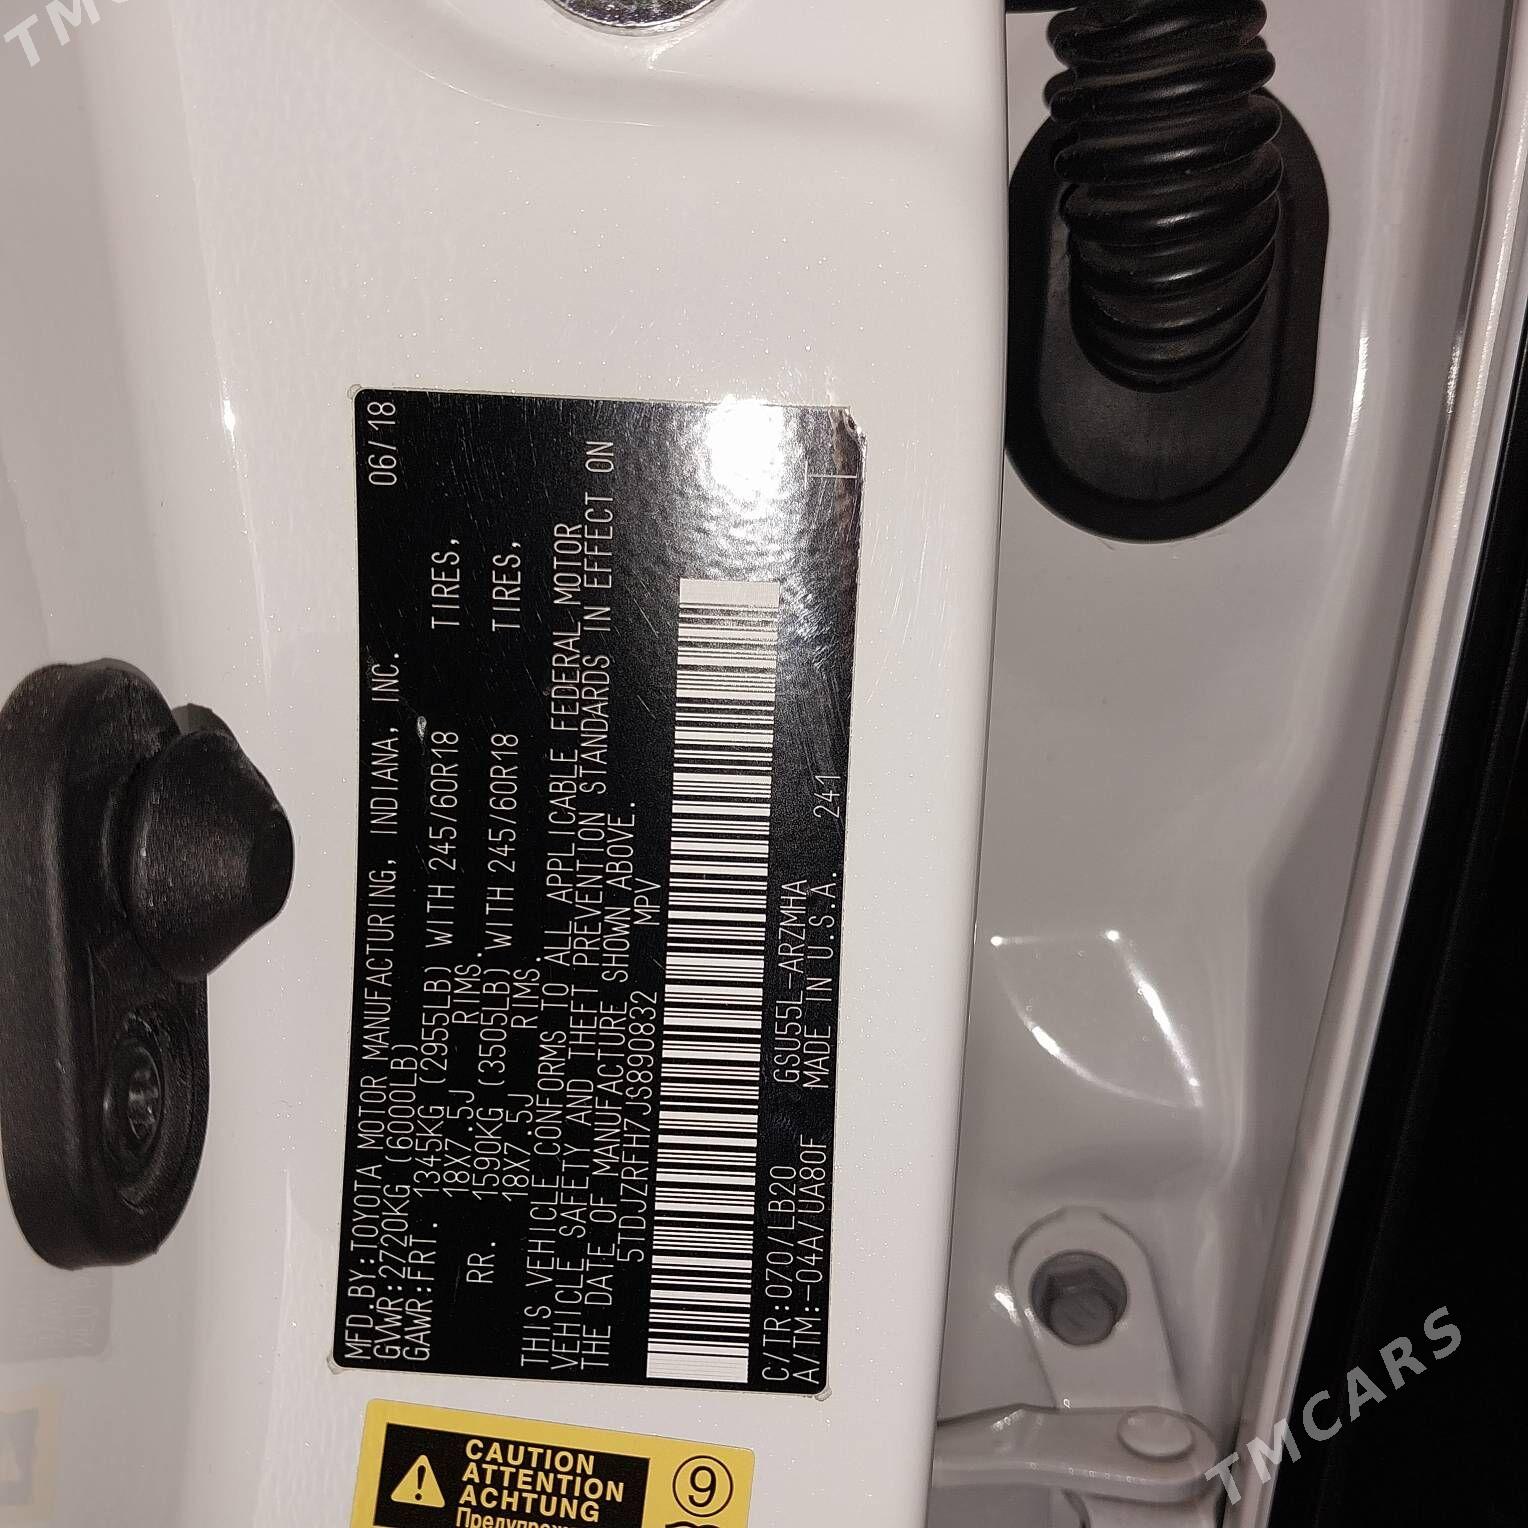 MFD.BY:TOYOTA MOTOR MANUFACTURING, INDIANA, INC. 06/18
GVWR:2720KG (6000LB)
GAWR:FRT. 1345KG (2955LB) WITH 245/60R18 TIRES,
18X7.5J RIMS.
RR. 1590KG (3505LB) WITH 245/60R18 TIRES,
18X7.5J RIMS.
THIS VEHICLE CONFORMS TO ALL APPLICABLE FEDERAL MOTOR
VEHICLE SAFETY AND THEFT PREVENTION STANDARDS IN EFFECT ON
THE DATE OF MANUFACTURE SHOWN ABOVE.
5TDJZRFH7JS890832 MPV
C/TR:070/LB20 GSU55L-ARZMHA
A/TM:-04A/UA80F MADE IN U.S.A. 241
CAUTION
ATTENTION
ACHTUNG
9
TMCARS